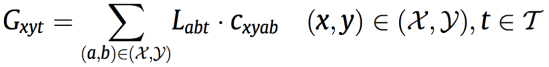 $G_{xyt} = \sum_{(a,b)\in(\mathcal{X},\mathcal{Y})} L_{abt} \cdot c_{xyab} \quad (x,y) \in (\mathcal{X},\mathcal{Y}), t \in \mathcal{T}$